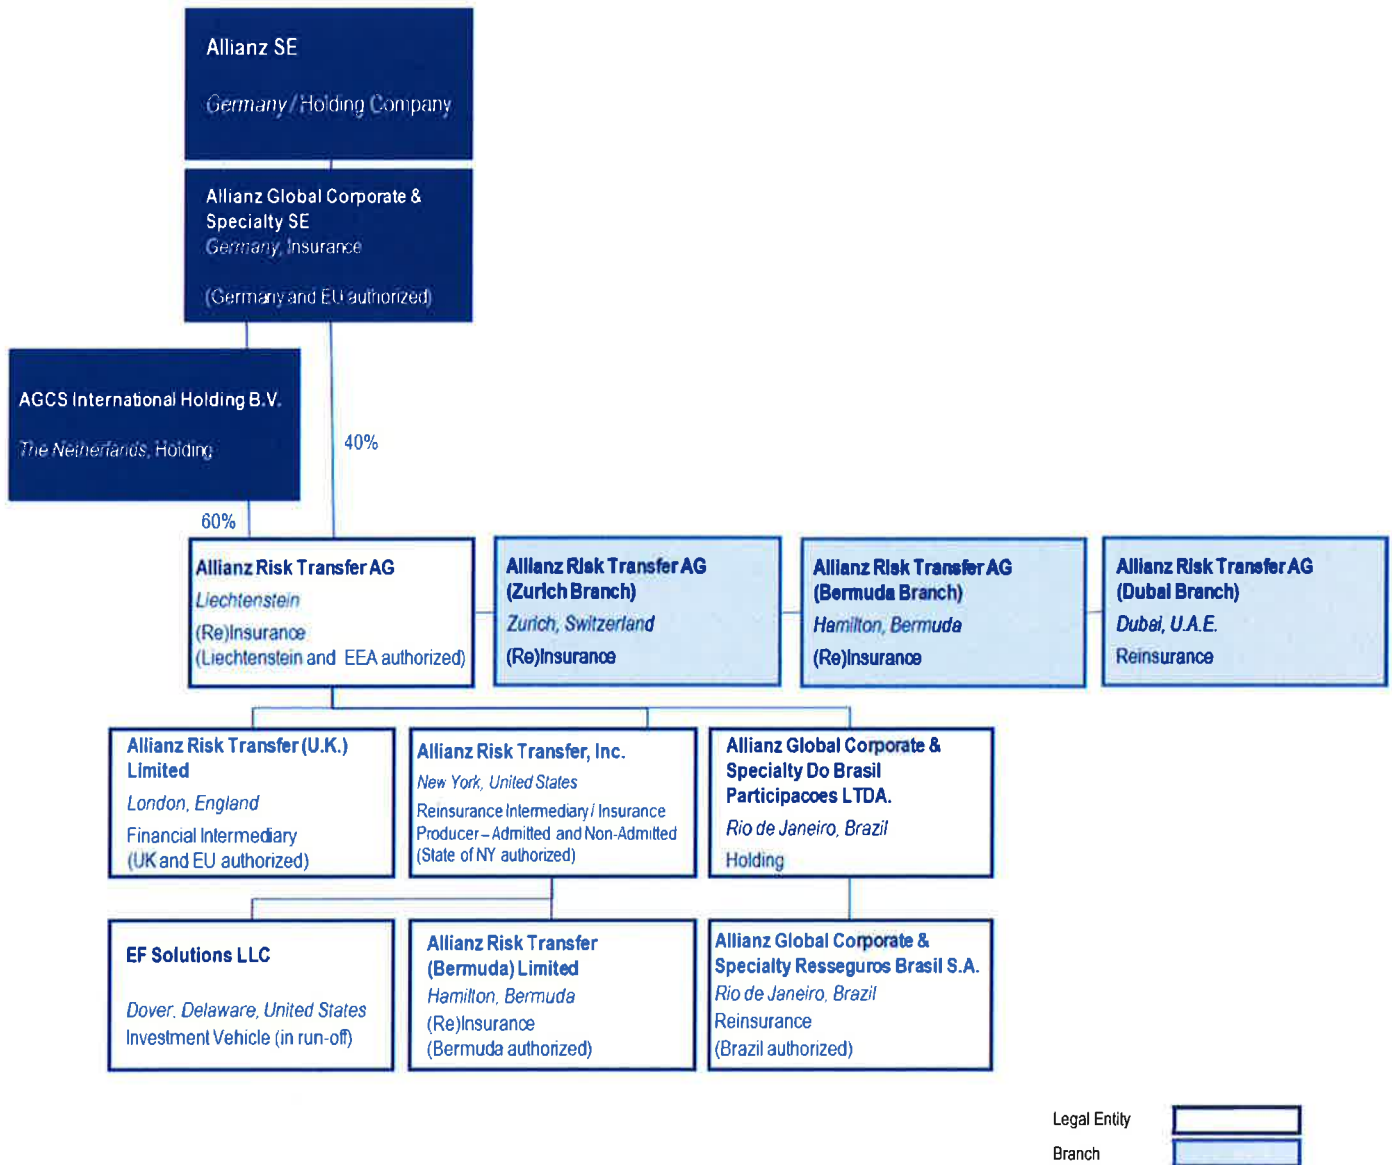 Allianz SE
Germany / Holding Company
Allianz Global Corporate &
Specialty SE
Germany, Insurance
(Germany and EU authorized)
AGCS International Holding B.V.
The Netherlands, Holding
40%
60%
Allianz Risk Transfer AG
Liechtenstein
(Re)Insurance
(Liechtenstein and EEA authorized)
Allianz Risk Transfer AG
(Zurich Branch)
Zurich, Switzerland
(Re)Insurance
Allianz Risk Transfer AG
(Bermuda Branch)
Hamilton, Bermuda
(Re)Insurance
Allianz Risk Transfer AG
(Dubai Branch)
Dubai, U.A.E.
Reinsurance
Allianz Risk Transfer (U.K.)
Limited
London, England
Financial Intermediary
(UK and EU authorized)
Allianz Risk Transfer, Inc.
New York, United States
Reinsurance Intermediary / Insurance
Producer – Admitted and Non-Admitted
(State of NY authorized)
Allianz Global Corporate &
Specialty Do Brasil
Participacoes LTDA.
Rio de Janeiro, Brazil
Holding
EF Solutions LLC
Dover, Delaware, United States
Investment Vehicle (in run-off)
Allianz Risk Transfer
(Bermuda) Limited
Hamilton, Bermuda
(Re)Insurance
(Bermuda authorized)
Allianz Global Corporate &
Specialty Resseguros Brasil S.A.
Rio de Janeiro, Brazil
Reinsurance
(Brazil authorized)
Legal Entity
Branch